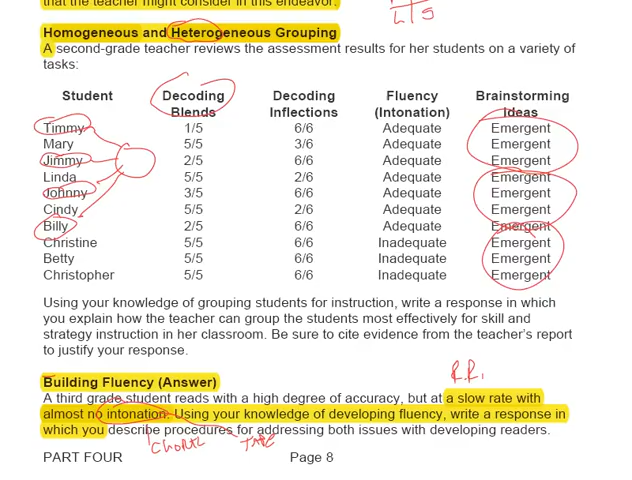 that the teacher might consider in this endeavor.
L S
Homogeneous and Heterogeneous Grouping
A second-grade teacher reviews the assessment results for her students on a variety of
tasks:
Student Decoding Blends Decoding Inflections Fluency (Intonation) Brainstorming Ideas
Timmy 1/5 6/6 Adequate Emergent
Mary 5/5 3/6 Adequate Emergent
Jimmy 2/5 6/6 Adequate Emergent
Linda 5/5 2/6 Adequate Emergent
Johnny 3/5 6/6 Adequate Emergent
Cindy 5/5 2/6 Adequate Emergent
Billy 2/5 6/6 Adequate Emergent
Christine 5/5 6/6 Inadequate Emergent
Betty 5/5 6/6 Inadequate Emergent
Christopher 5/5 6/6 Inadequate Emergent
Using your knowledge of grouping students for instruction, write a response in which
you explain how the teacher can group the students most effectively for skill and
strategy instruction in her classroom. Be sure to cite evidence from the teacher's report
to justify your response.
R.R.
Building Fluency (Answer)
A third grade student reads with a high degree of accuracy, but at a slow rate with
almost no intonation. Using your knowledge of developing fluency, write a response in
which you describe procedures for addressing both issues with developing readers.
CHORAL TAPE
PART FOUR Page 8